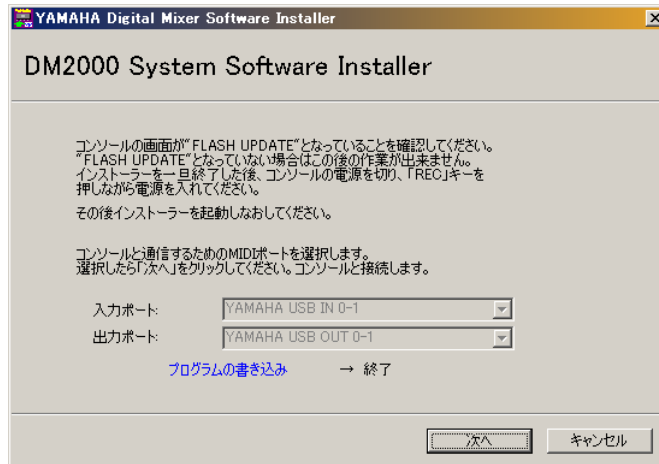 YAMAHA Digital Mixer Software Installer
DM2000 System Software Installer
コンソールの画面が"FLASH UPDATE"となっていることを確認してください。
"FLASH UPDATE"となっていない場合はこの後の作業が出来ません。
インストーラーを一旦終了した後、コンソールの電源を切り、「REC」キーを
押しながら電源を入れてください。
その後インストーラーを起動しなおしてください。
コンソールと通信するためのMIDIポートを選択します。
選択したら「次へ」をクリックしてください。コンソールと接続します。
入力ポート: YAMAHA USB IN 0-1
出力ポート: YAMAHA USB OUT 0-1
プログラムの書き込み → 終了
次へ キャンセル